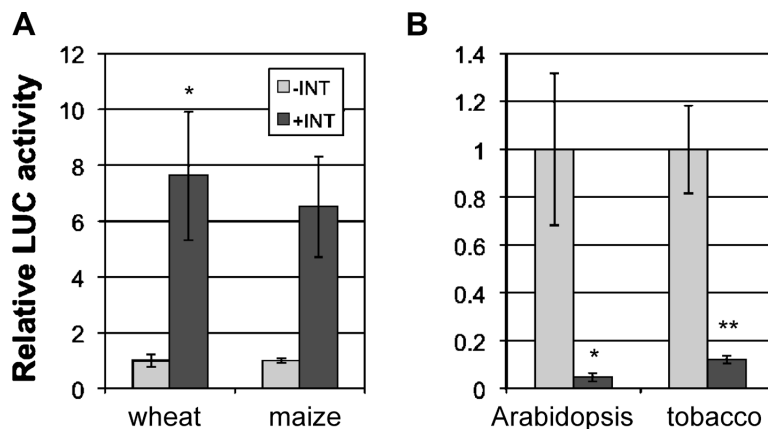 A
Relative LUC activity
12
10
8
6
4
2
0
*
-INT
+INT
wheat maize
B
1.4
1.2
1
0.8
0.6
0.4
0.2
0
*
**
Arabidopsis tobacco